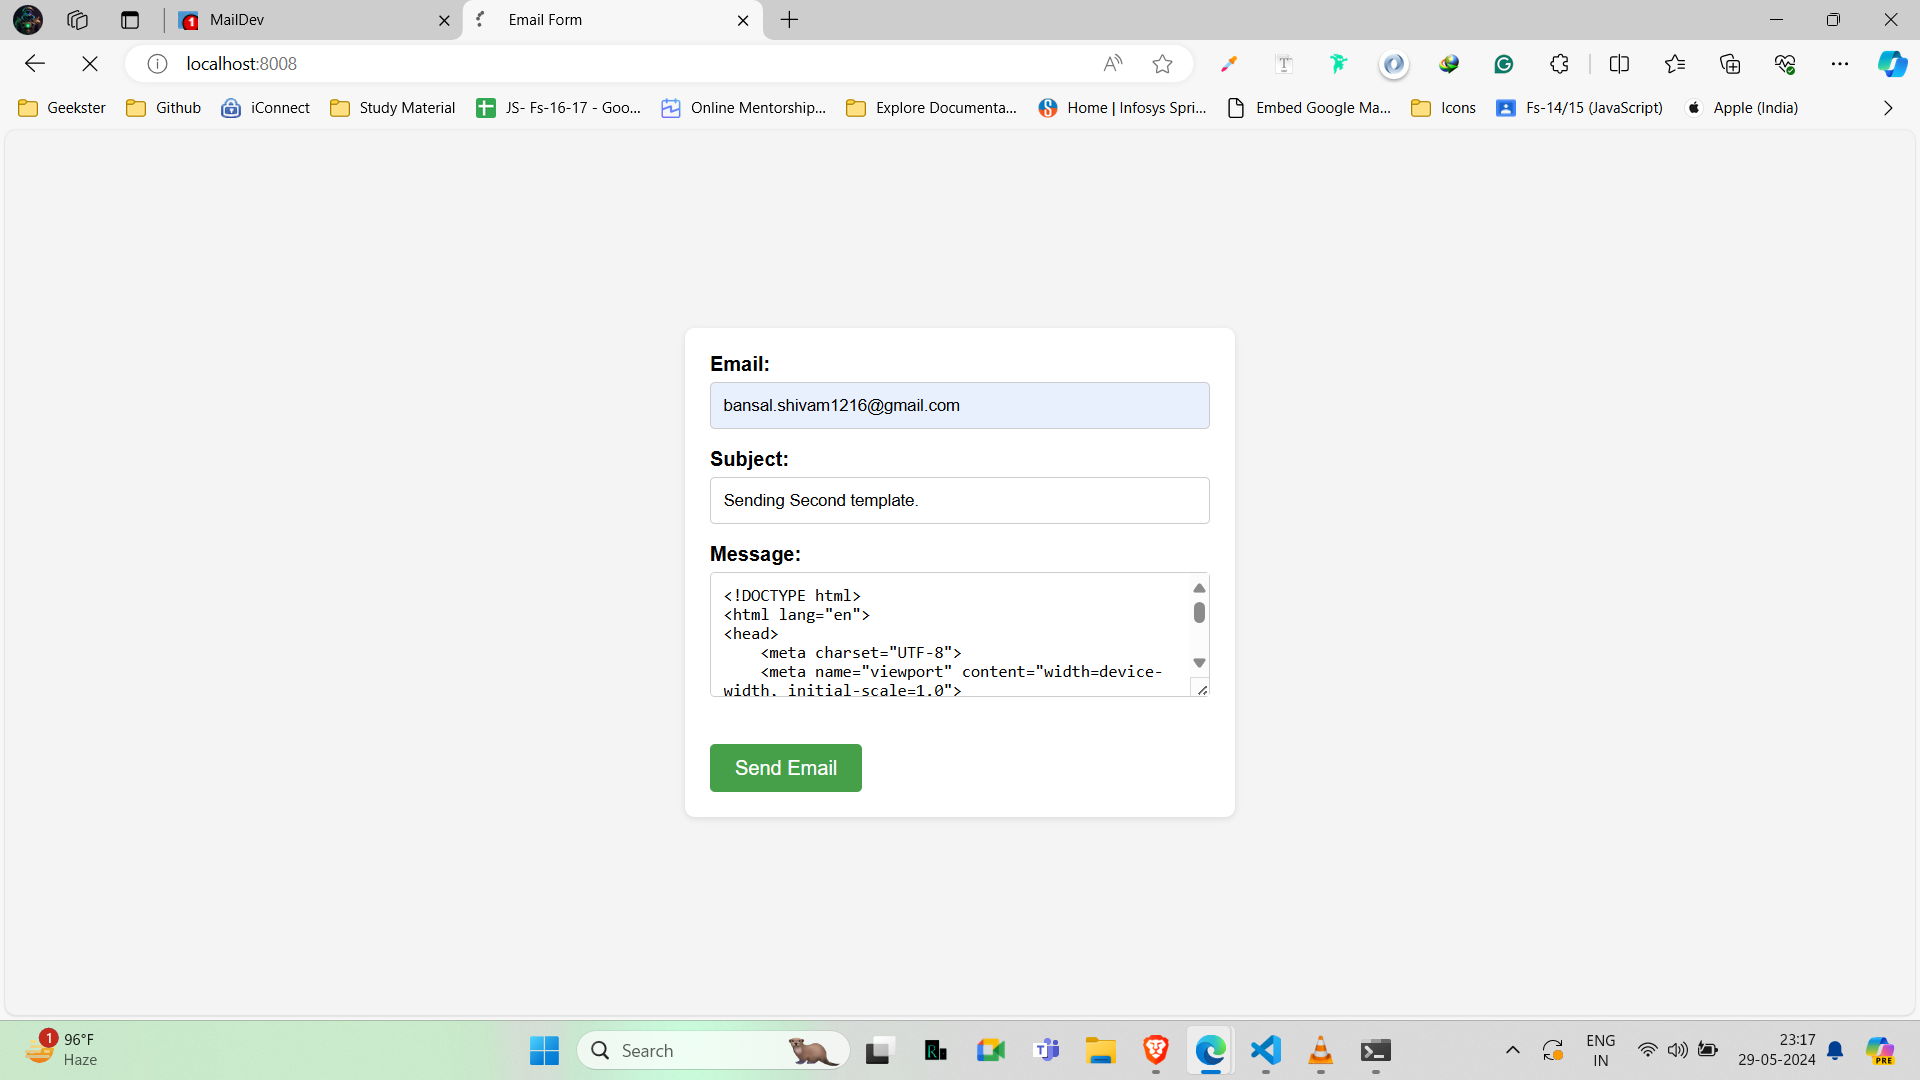 MailDev
Email Form
localhost:8008
Geekster
Github
iConnect
Study Material
JS- Fs-16-17 - Goo...
Online Mentorship...
Explore Documenta...
Home | Infosys Spri...
Embed Google Ma...
Icons
Fs-14/15 (JavaScript)
Apple (India)
Email:
bansal.shivam1216@gmail.com
Subject:
Sending Second template.
Message:
<!DOCTYPE html>
<html lang="en">
<head>
<meta charset="UTF-8">
<meta name="viewport" content="width=device-
width, initial-scale=1.0">
Send Email
1
96°F
Haze
Search
ENG
IN
23:17
29-05-2024
PRE